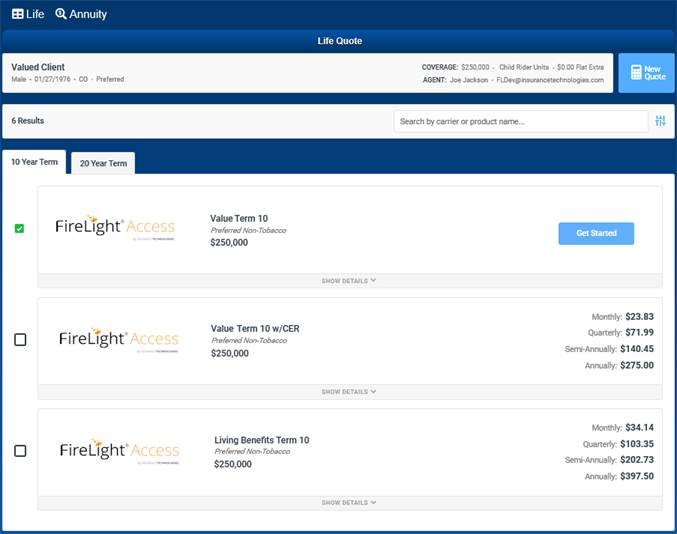 Life Annuity
Life Quote
Valued Client
Male - 01/27/1976 - CO - Preferred
COVERAGE: $250,000 - Child Rider Units - $0.00 Flat Extra
AGENT: Joe Jackson - FLDev@insurancetechnologies.com
New
Quote
6 Results
Search by carrier or product name...
10 Year Term
20 Year Term
FireLight® Access
by INSURANCE TECHNOLOGIES
Value Term 10
Preferred Non-Tobacco
$250,000
Get Started
SHOW DETAILS
FireLight® Access
by INSURANCE TECHNOLOGIES
Value Term 10 w/CER
Preferred Non-Tobacco
$250,000
Monthly: $23.83
Quarterly: $71.99
Semi-Annually: $140.45
Annually: $275.00
SHOW DETAILS
FireLight® Access
by INSURANCE TECHNOLOGIES
Living Benefits Term 10
Preferred Non-Tobacco
$250,000
Monthly: $34.14
Quarterly: $103.35
Semi-Annually: $202.73
Annually: $397.50
SHOW DETAILS